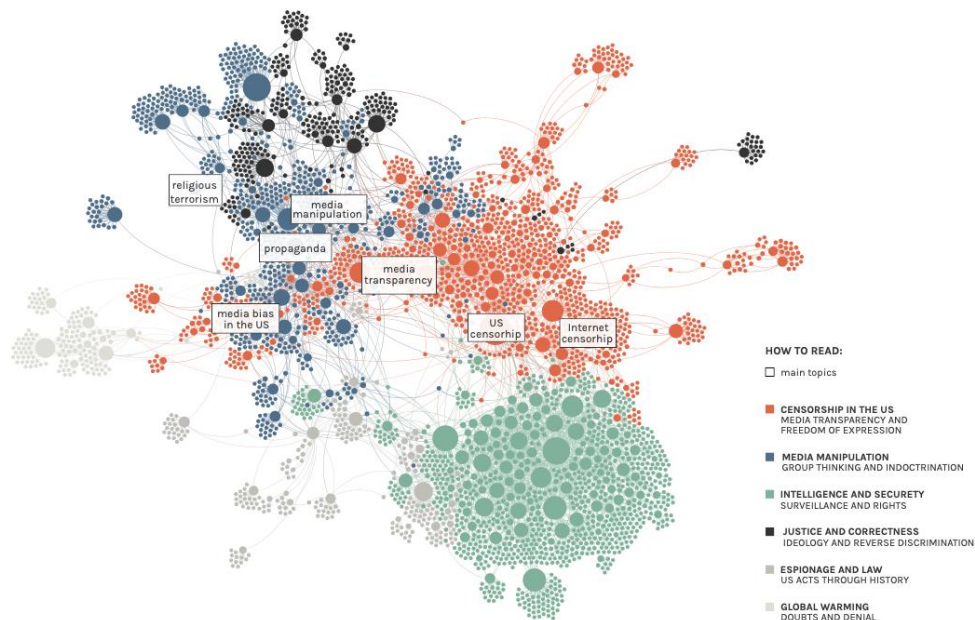 religious
terrorism
media
manipulation
propaganda
media
transparency
media bias
in the US
US
censorhip
Internet
censorhip
HOW TO READ:
main topics
CENSORSHIP IN THE US
MEDIA TRANSPARENCY AND
FREEDOM OF EXPRESSION
MEDIA MANIPULATION
GROUP THINKING AND INDOCTRINATION
INTELLIGENCE AND SECURETY
SURVEILLANCE AND RIGHTS
JUSTICE AND CORRECTNESS
IDEOLOGY AND REVERSE DISCRIMINATION
ESPIONAGE AND LAW
US ACTS THROUGH HISTORY
GLOBAL WARMING
DOUBTS AND DENIAL